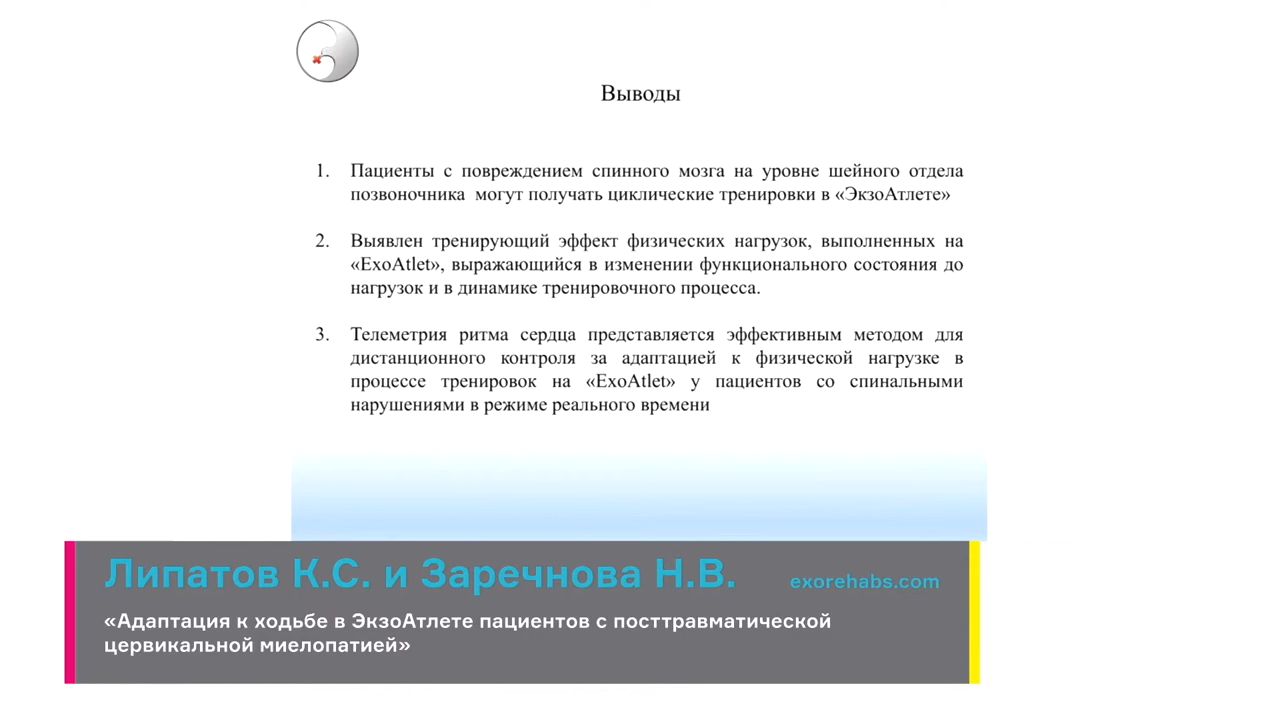 Выводы
1. Пациенты с повреждением спинного мозга на уровне шейного отдела
позвоночника могут получать циклические тренировки в «ЭкзоАтлете»
2. Выявлен тренирующий эффект физических нагрузок, выполненных на
«ExoAtlet», выражающийся в изменении функционального состояния до
нагрузок и в динамике тренировочного процесса.
3. Телеметрия ритма сердца представляется эффективным методом для
дистанционного контроля за адаптацией к физической нагрузке в
процессе тренировок на «ExoAtlet» у пациентов со спинальными
нарушениями в режиме реального времени
Липатов К.С. и Заречнова Н.В.
exorehabs.com
«Адаптация к ходьбе в ЭкзоАтлете пациентов с посттравматической
цервикальной миелопатией»